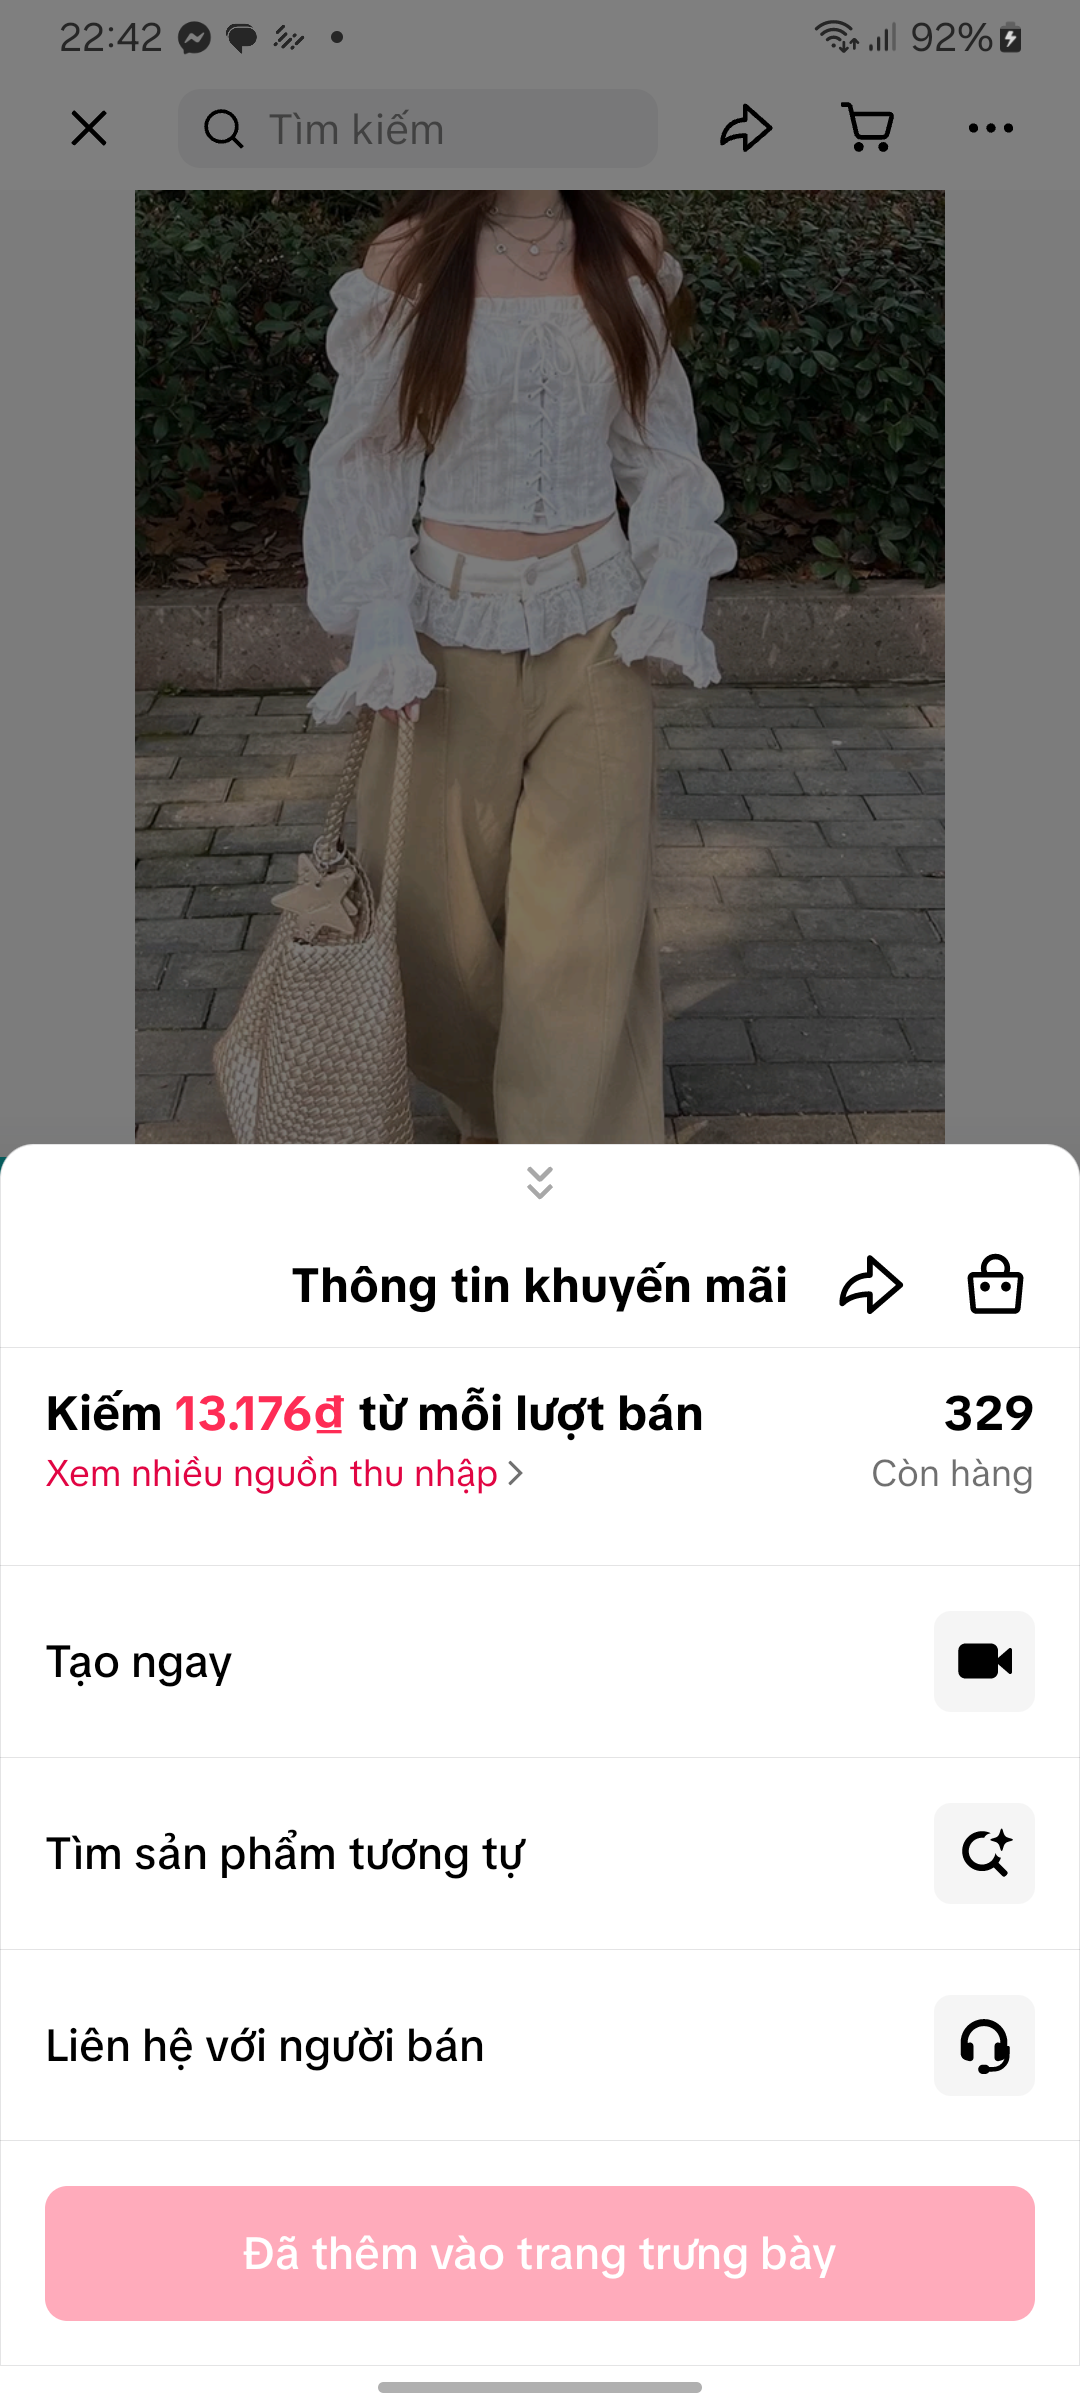 22:42
92%
Tìm kiếm
Thông tin khuyến mãi
Kiếm 13.176₫ từ mỗi lượt bán
329
Xem nhiều nguồn thu nhập >
Còn hàng
Tạo ngay
Tìm sản phẩm tương tự
Liên hệ với người bán
Đã thêm vào trang trưng bày